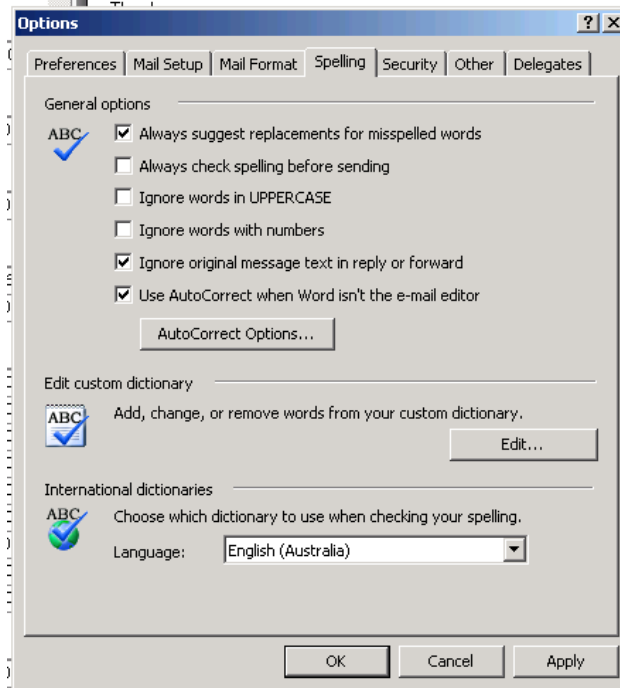 Options
Preferences Mail Setup Mail Format Spelling Security Other Delegates
General options
ABC
Always suggest replacements for misspelled words
Always check spelling before sending
Ignore words in UPPERCASE
Ignore words with numbers
Ignore original message text in reply or forward
Use AutoCorrect when Word isn't the e-mail editor
AutoCorrect Options...
Edit custom dictionary
ABC
Add, change, or remove words from your custom dictionary.
Edit...
International dictionaries
ABC
Choose which dictionary to use when checking your spelling.
Language: English (Australia)
OK Cancel Apply